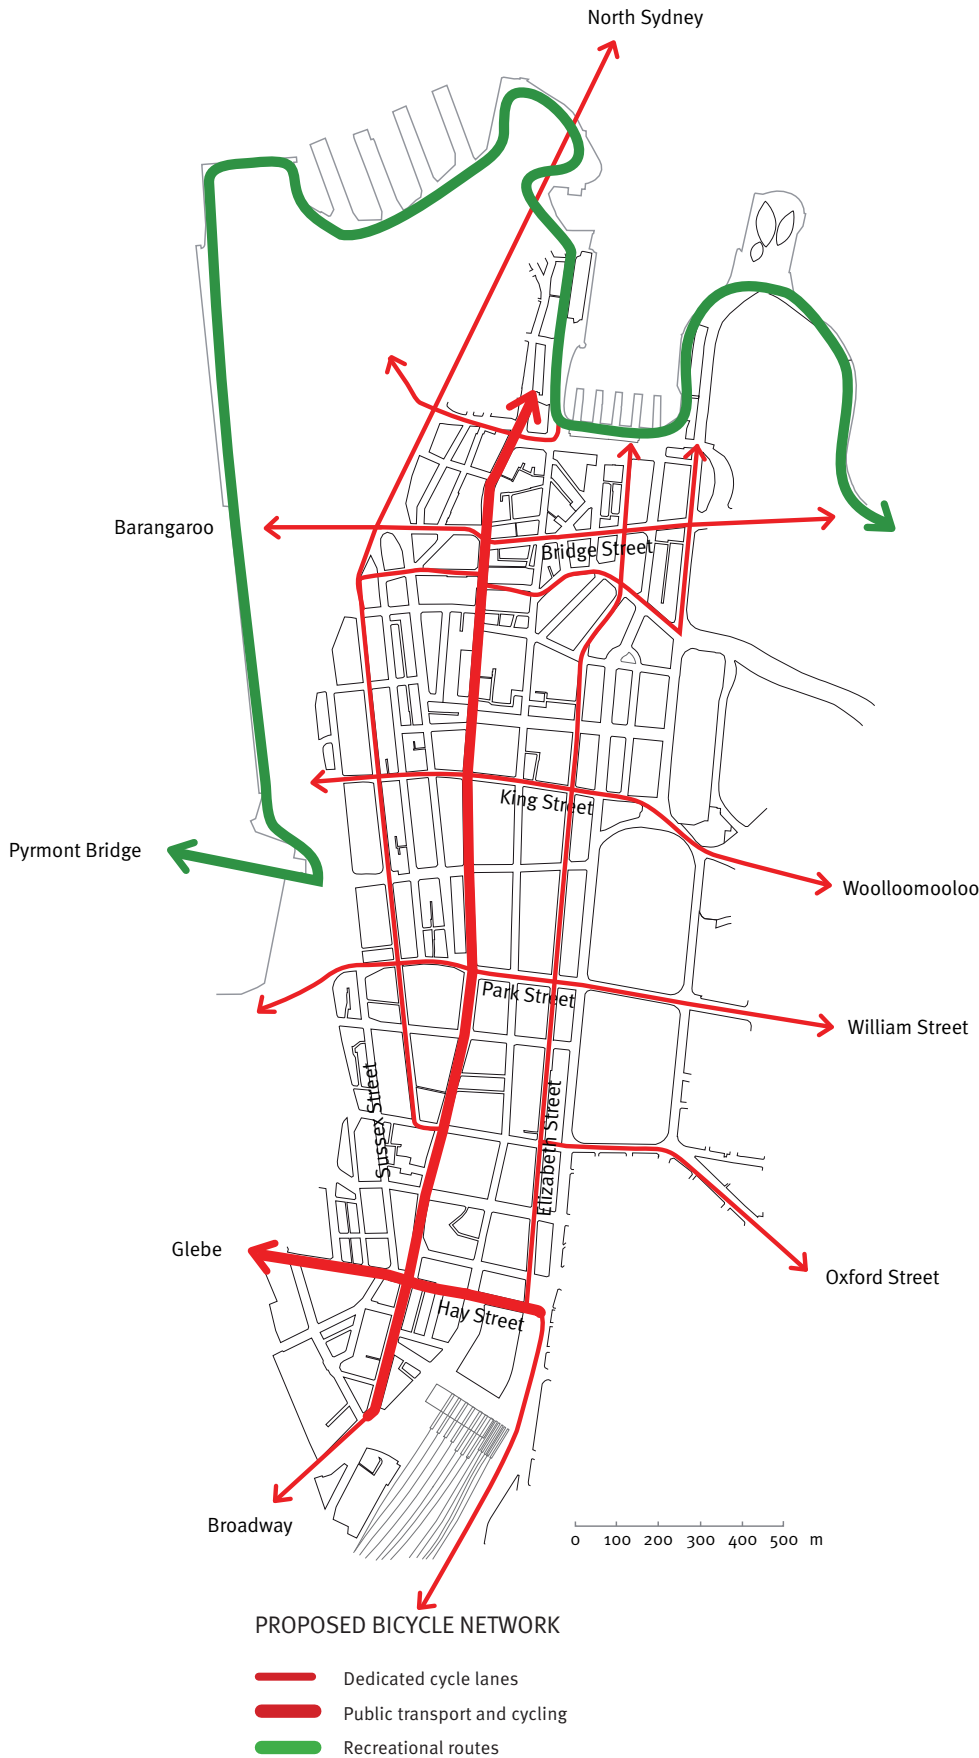 North Sydney
Barangaroo
Bridge Street
King Street
Pyrmont Bridge
Woolloomooloo
Park Street
William Street
Sussex Street
Elizabeth Street
Glebe
Oxford Street
Hay Street
Broadway
0 100 200 300 400 500 m
PROPOSED BICYCLE NETWORK
Dedicated cycle lanes
Public transport and cycling
Recreational routes